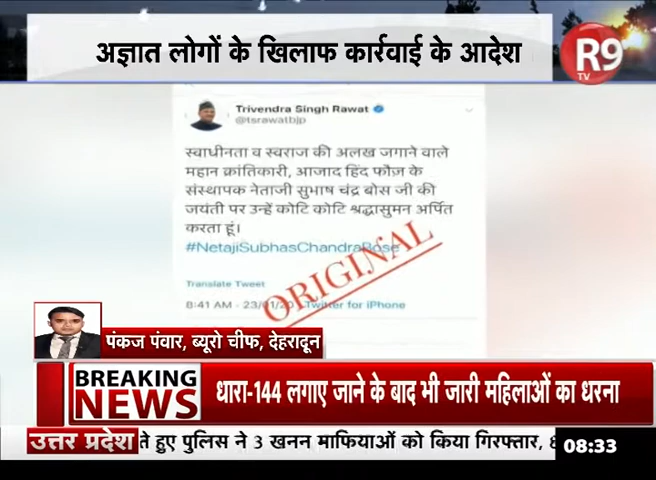 अज्ञात लोगों के खिलाफ कार्रवाई के आदेश
R9
TV
Trivendra Singh Rawat
@tsrawatbjp
स्वाधीनता व स्वराज की अलख जगाने वाले
महान क्रांतिकारी, आजाद हिंद फौज़ के
संस्थापक नेताजी सुभाष चंद्र बोस जी की
जयंती पर उन्हें कोटि कोटि श्रद्धासुमन अर्पित
करता हूं।
#NetajiSubhasChandraBose
Translate Tweet
8:41 AM - 23/01/20 Twitter for iPhone
ORIGINAL
पंकज पंवार, ब्यूरो चीफ, देहरादून
BREAKING
NEWS
धारा-144 लगाए जाने के बाद भी जारी महिलाओं का धरना
उत्तर प्रदेश ते हुए पुलिस ने 3 खनन माफियाओं को किया गिरफ्तार,
08:33